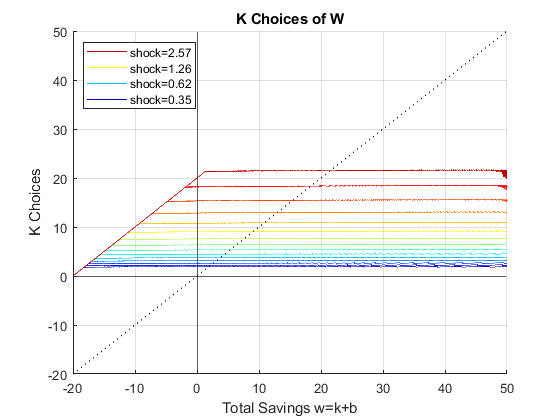 K Choices of W
shock=2.57
shock=1.26
shock=0.62
shock=0.35
50
40
30
20
10
0
-10
-20
K Choices
-20
-10
0
10
20
30
40
50
Total Savings w=k+b